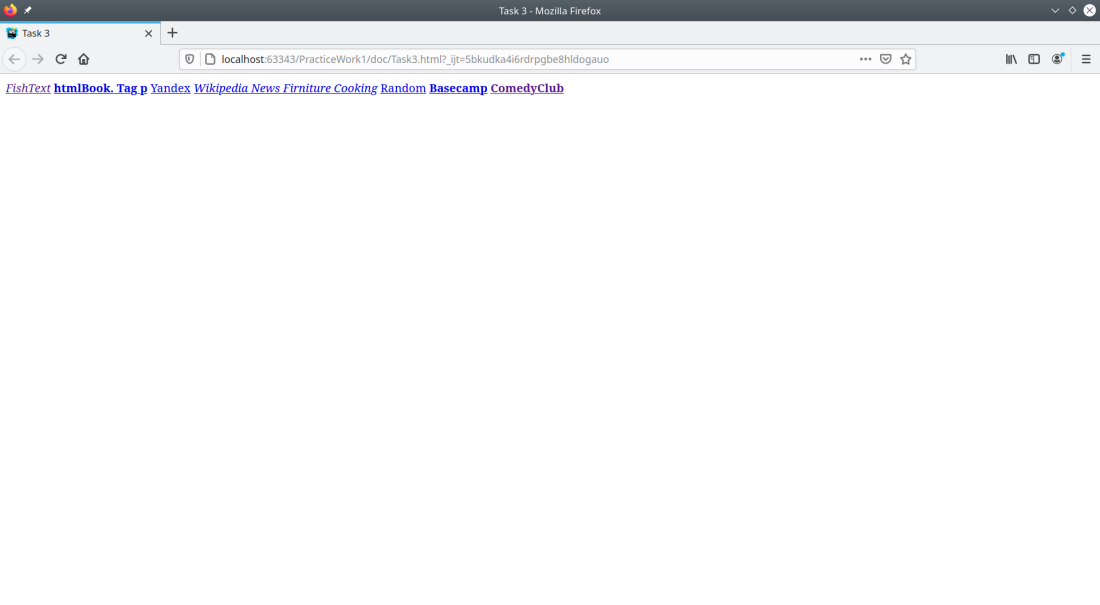 Task 3 - Mozilla Firefox
Task 3
localhost:63343/PracticeWork1/doc/Task3.html?_ijt=5bkudka4i6rdrpgbe8hldogauo
FishText htmlBook. Tag p Yandex Wikipedia News Firniture Cooking Random Basecamp ComedyClub